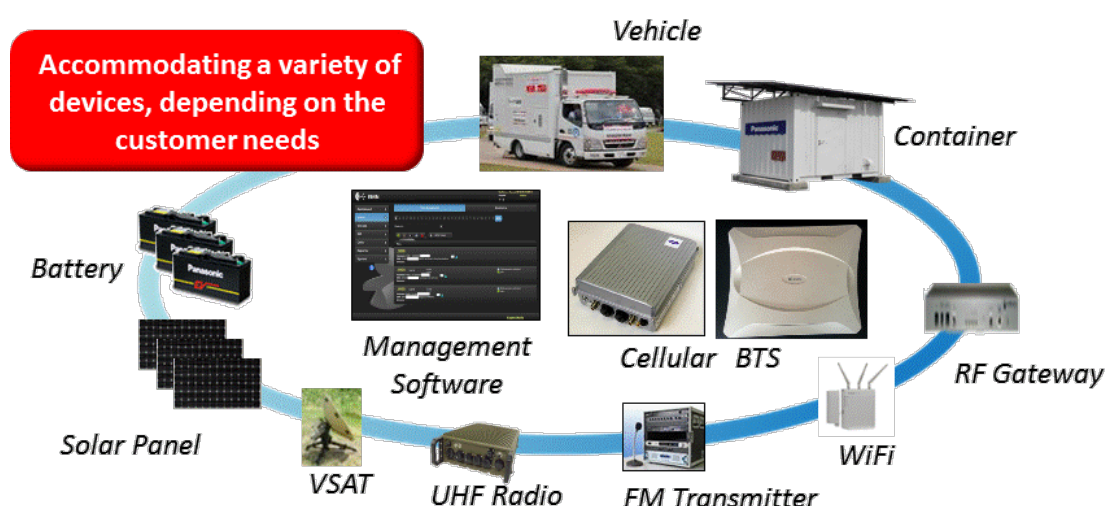 Accommodating a variety of
devices, depending on the
customer needs
Vehicle
Container
Panasonic
Battery
Panasonic
Management
Software
Cellular BTS
RF Gateway
Solar Panel
VSAT
UHF Radio
FM Transmitter
WiFi